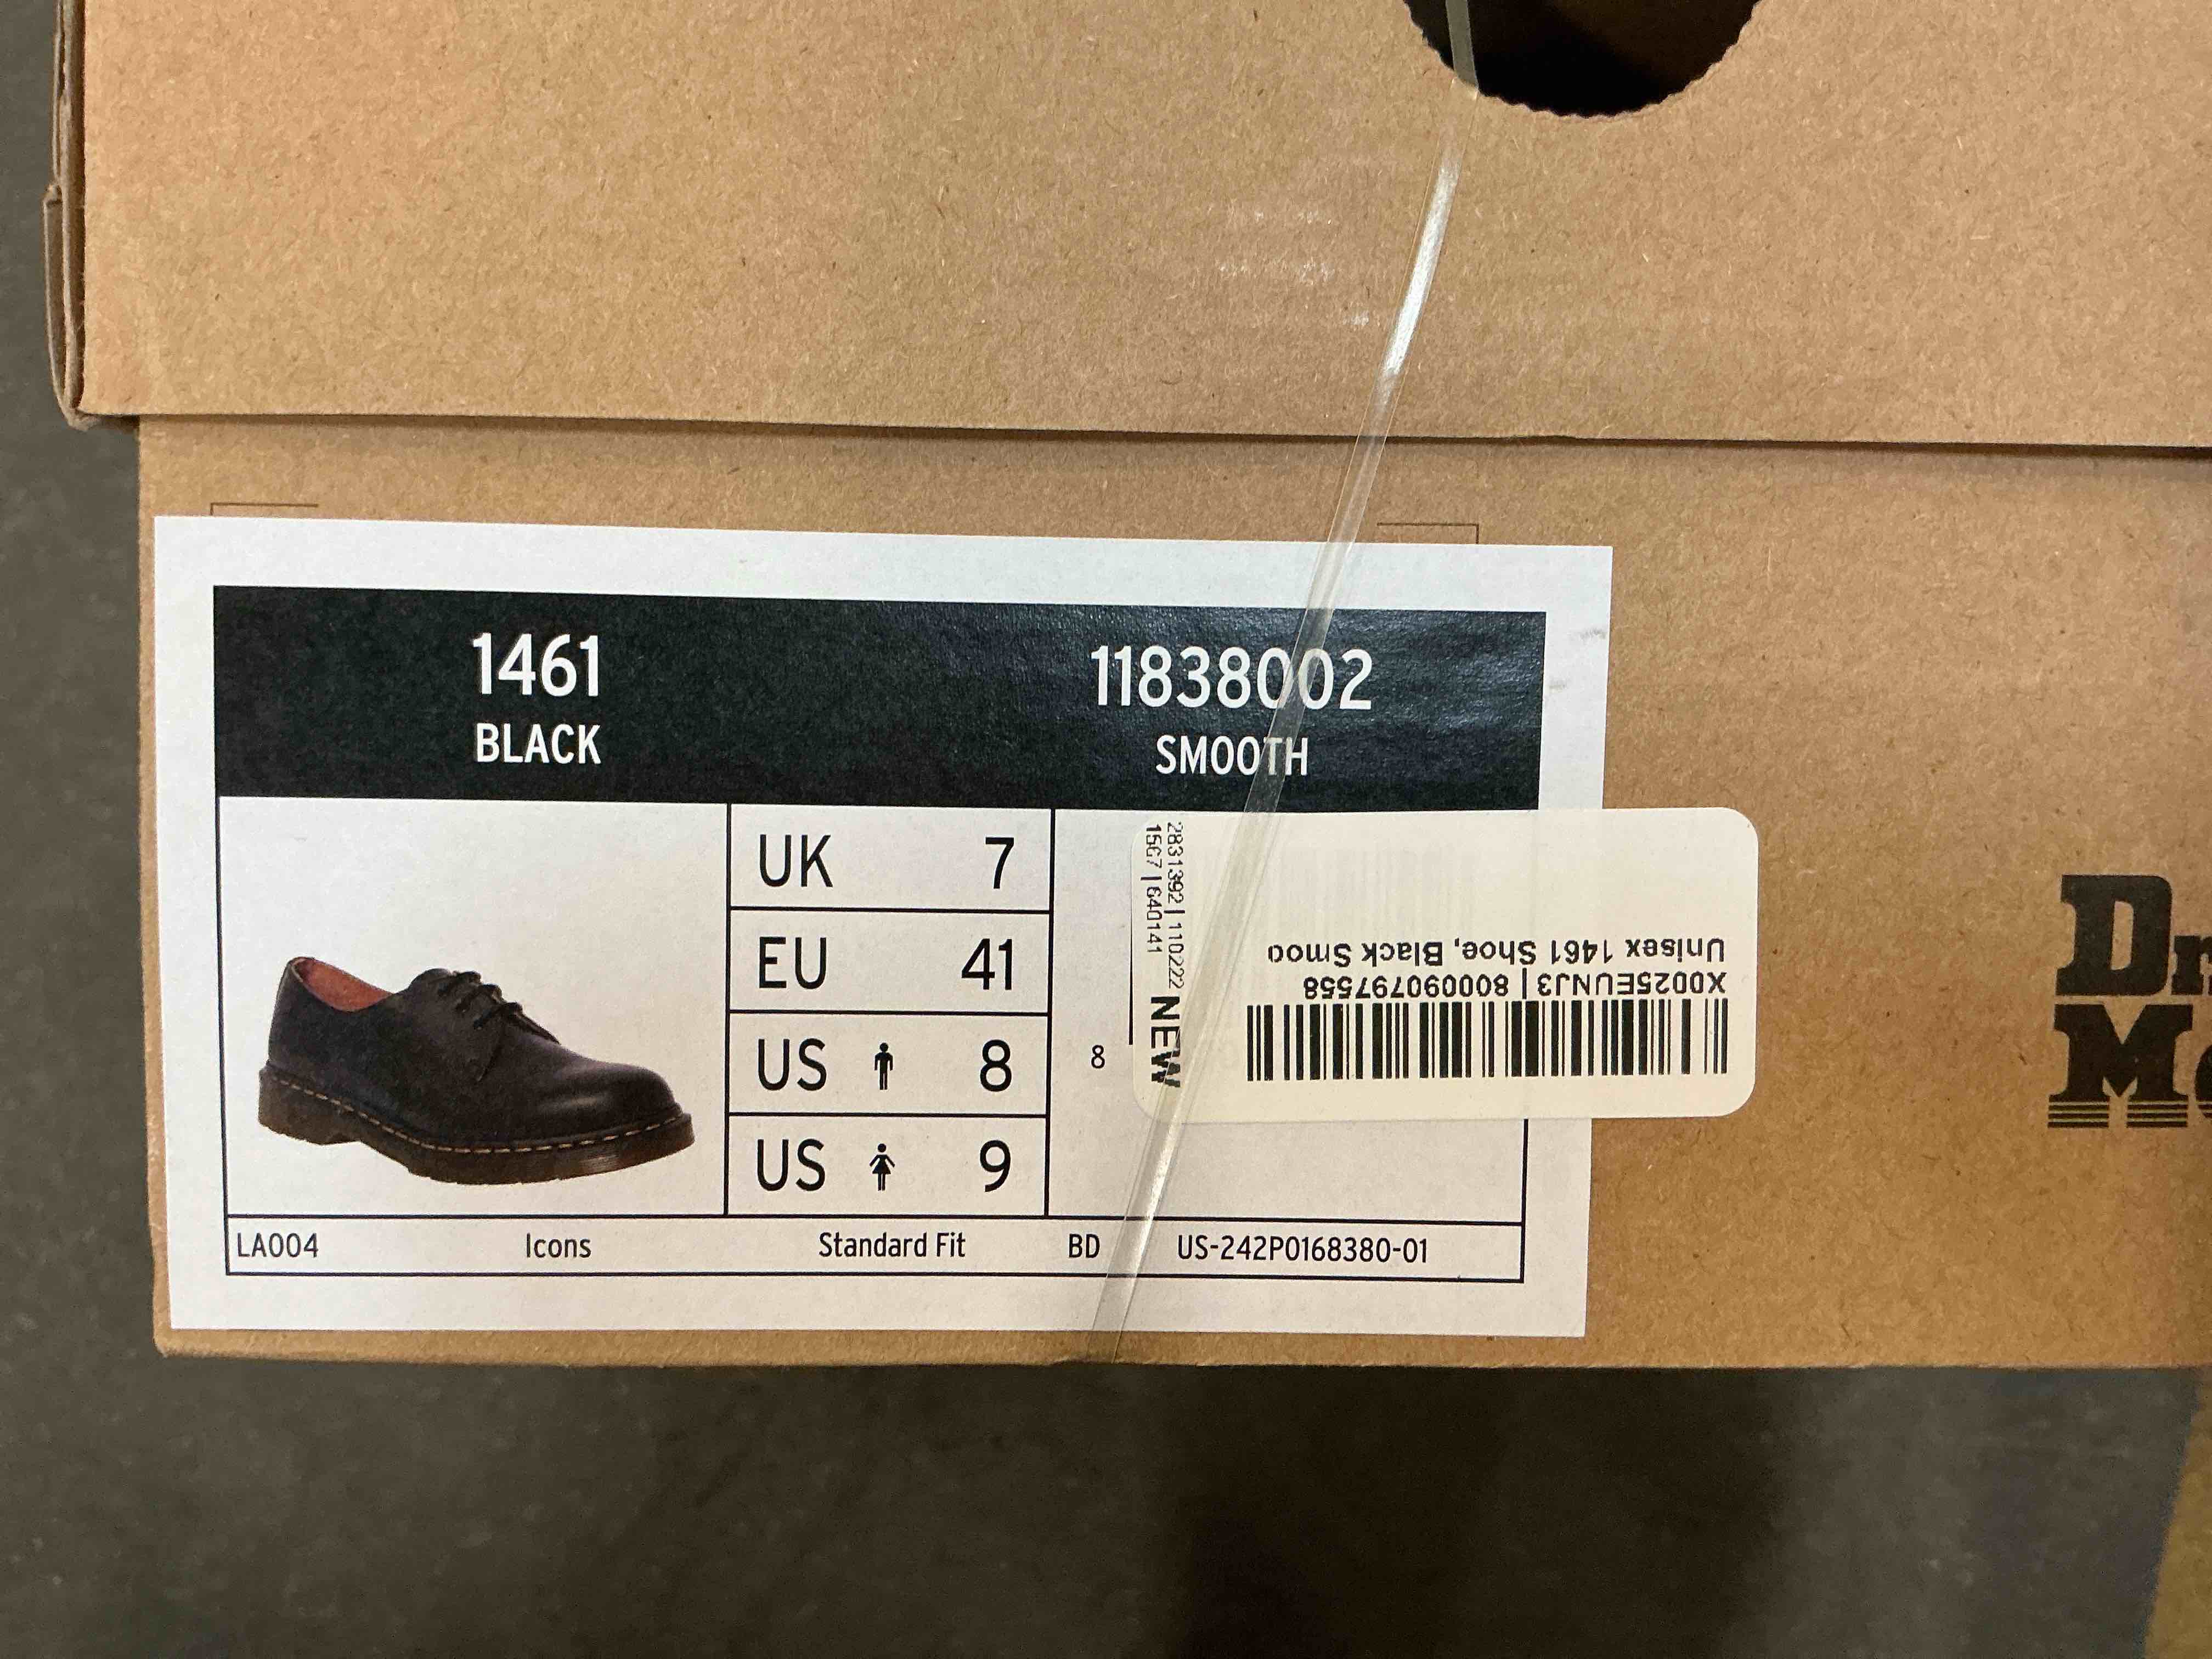 1461
BLACK
11838002
SMOOTH
UK 7
EU 41
US 8
US 9
8
2831392 | 110222
1567 | 640141
NEW
X0025EUNJ3 | 800090797558
Unisex 1461 Shoe, Black Smoo
LA004 Icons Standard Fit BD US-242P0168380-01